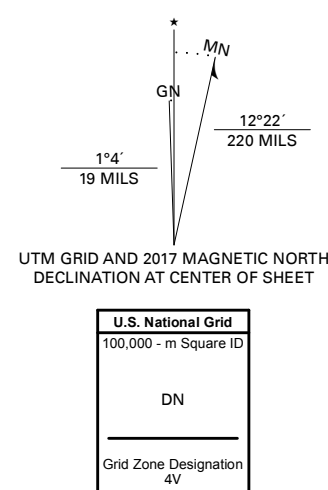 ★
MN
GN
12°22´
220 MILS
1°4´
19 MILS
UTM GRID AND 2017 MAGNETIC NORTH
DECLINATION AT CENTER OF SHEET
U.S. National Grid
100,000 - m Square ID
DN
Grid Zone Designation
4V